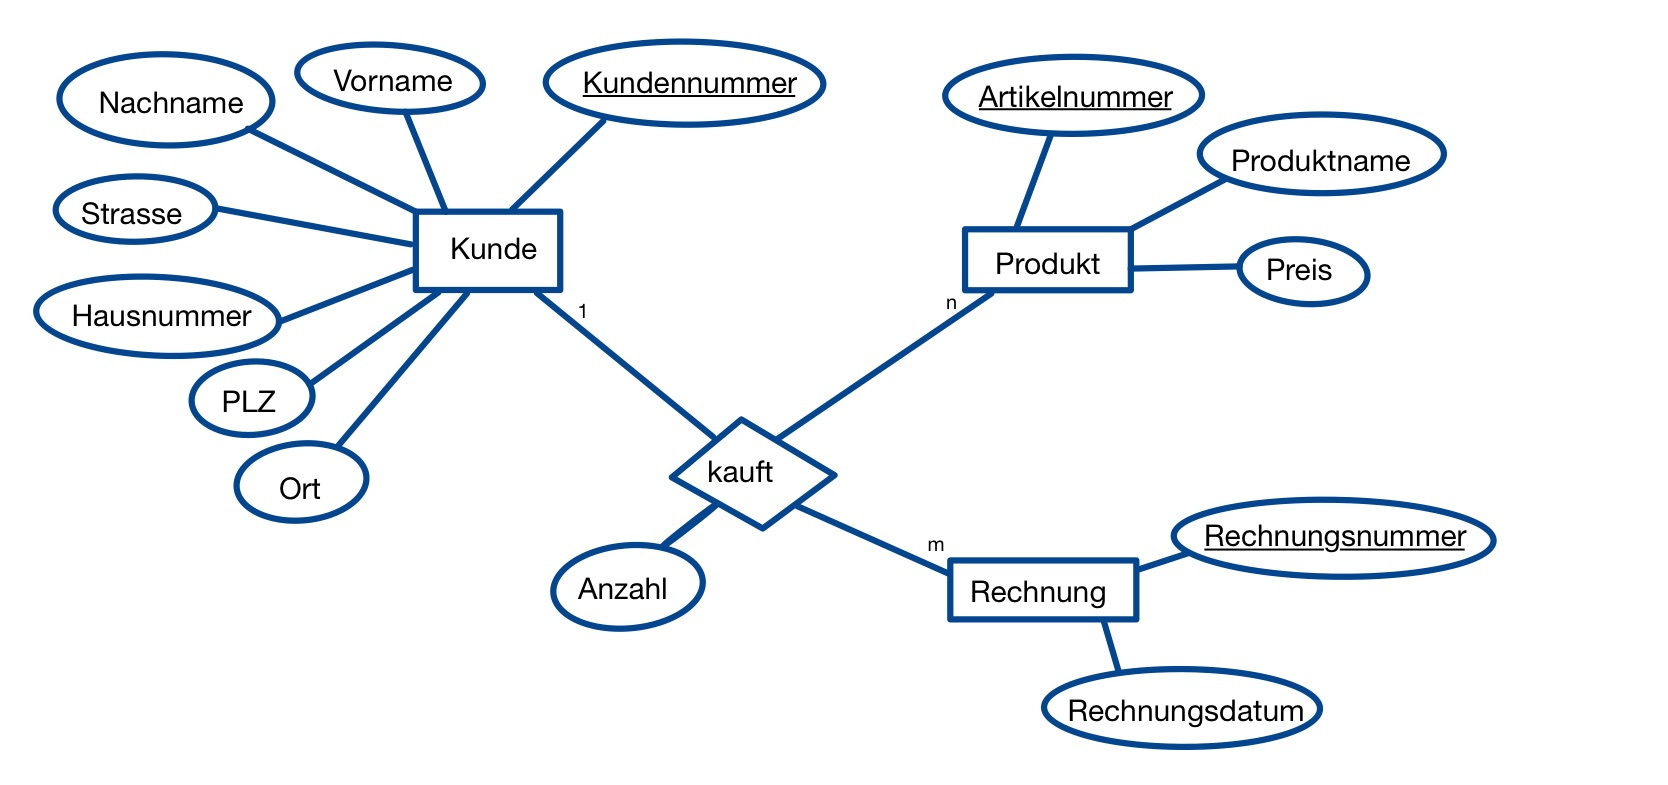 Nachname
Vorname
Kundennummer
Artikelnummer
Produktname
Strasse
Kunde
Produkt
Preis
Hausnummer
1
n
PLZ
Ort
kauft
m
Rechnungsnummer
Anzahl
Rechnung
Rechnungsdatum